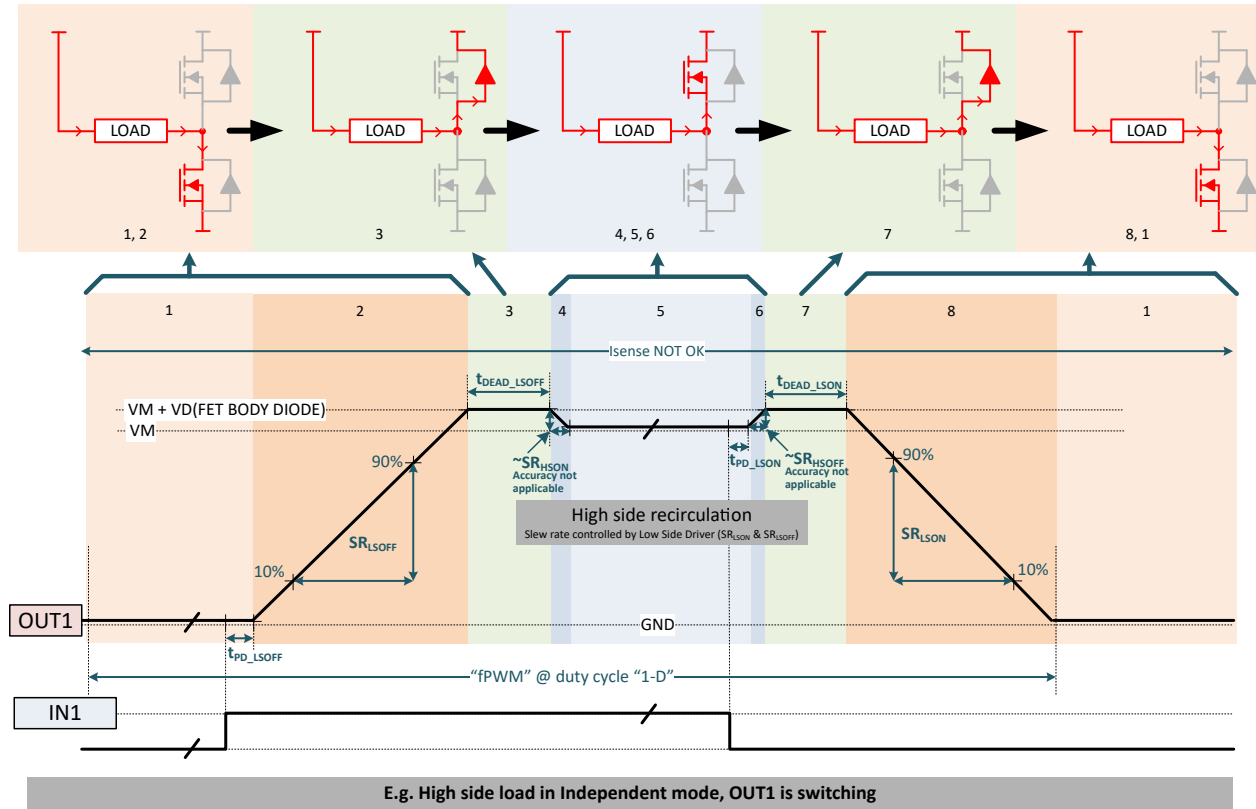 LOAD
LOAD
LOAD
LOAD
LOAD
1, 2
3
4, 5, 6
7
8, 1
1
2
3
4
5
6
7
8
1
Isense NOT OK
tDEAD_LSOFF
tDEAD_LSON
VM + VD(FET BODY DIODE)
VM
90%
~SRHSON
Accuracy not
applicable
tPD_LSON
~SRHSOFF
Accuracy not
applicable
90%
High side recirculation
Slew rate controlled by Low Side Driver (SRLSON & SRLSOFF)
SRLSOFF
SRLSON
10%
10%
OUT1
GND
tPD_LSOFF
“fPWM” @ duty cycle “1-D”
IN1
E.g. High side load in Independent mode, OUT1 is switching